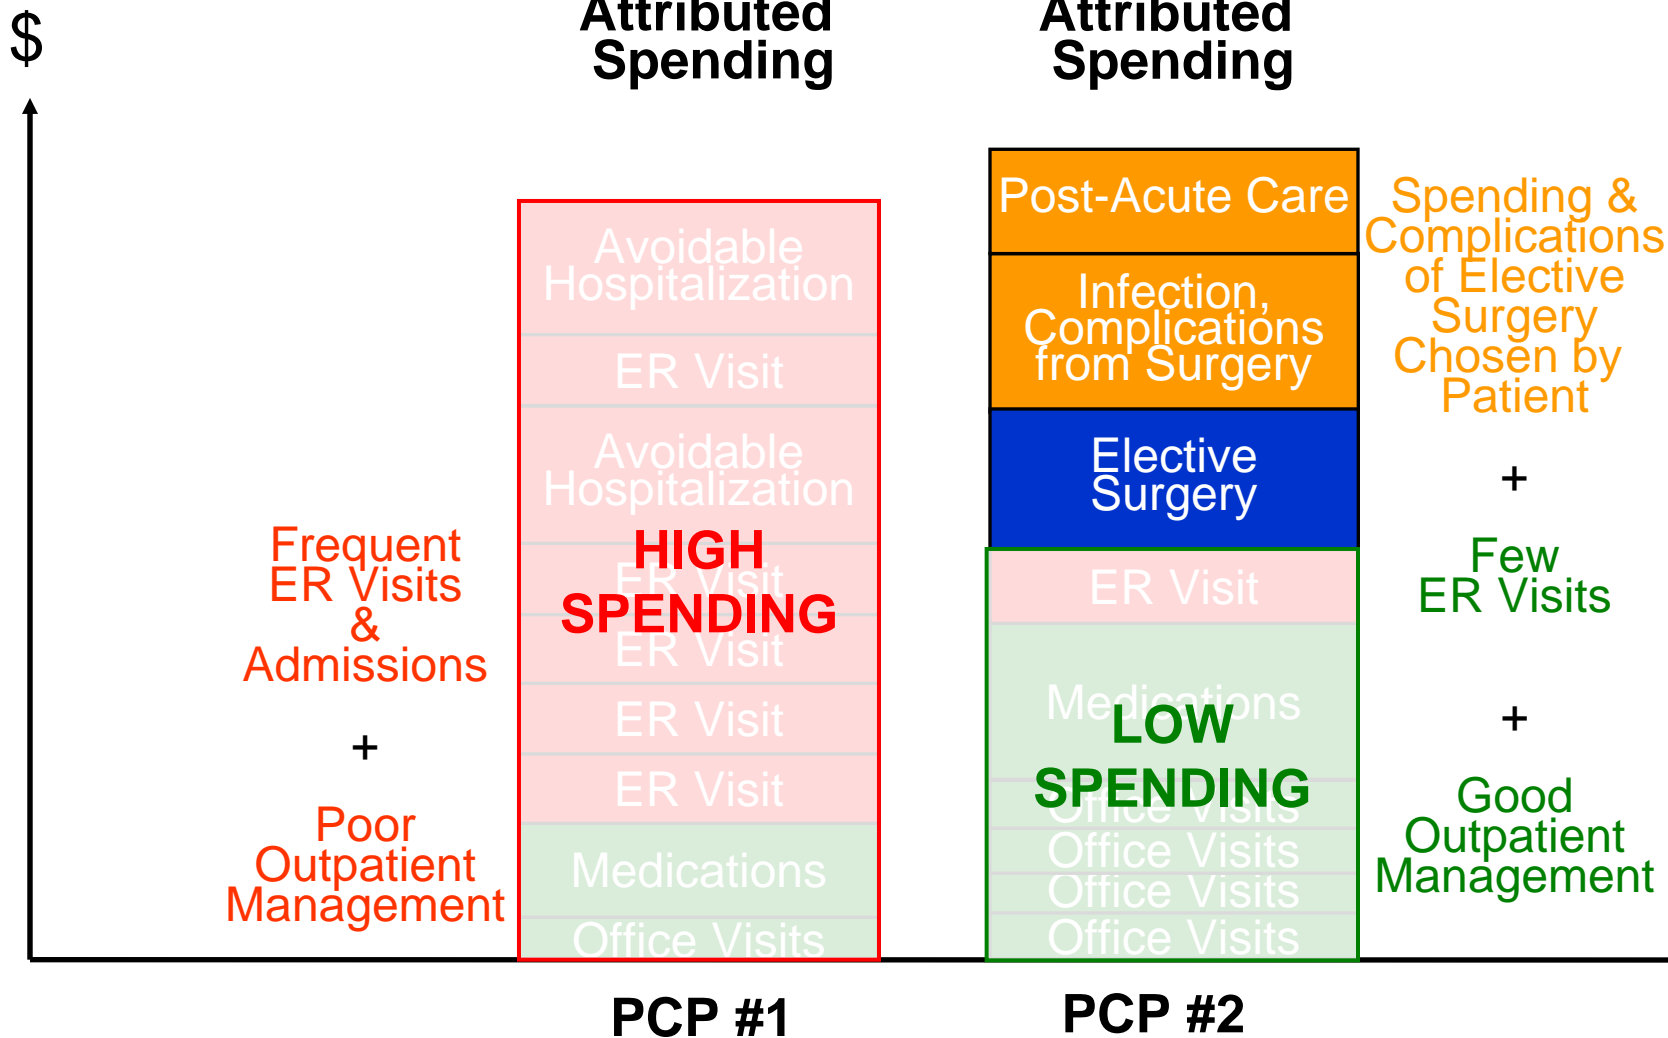 $
Attributed
Spending
Attributed
Spending
Avoidable
Hospitalization
ER Visit
Avoidable
Hospitalization
HIGH
ER Visit
SPENDING
ER Visit
ER Visit
ER Visit
Medications
Office Visits
Frequent
ER Visits
&
Admissions
+
Poor
Outpatient
Management
Post-Acute Care
Infection,
Complications
from Surgery
Elective
Surgery
ER Visit
Medications
LOW
SPENDING
Office Visits
Office Visits
Office Visits
Office Visits
Spending &
Complications
of Elective
Surgery
Chosen by
Patient
+
Few
ER Visits
+
Good
Outpatient
Management
PCP #1
PCP #2